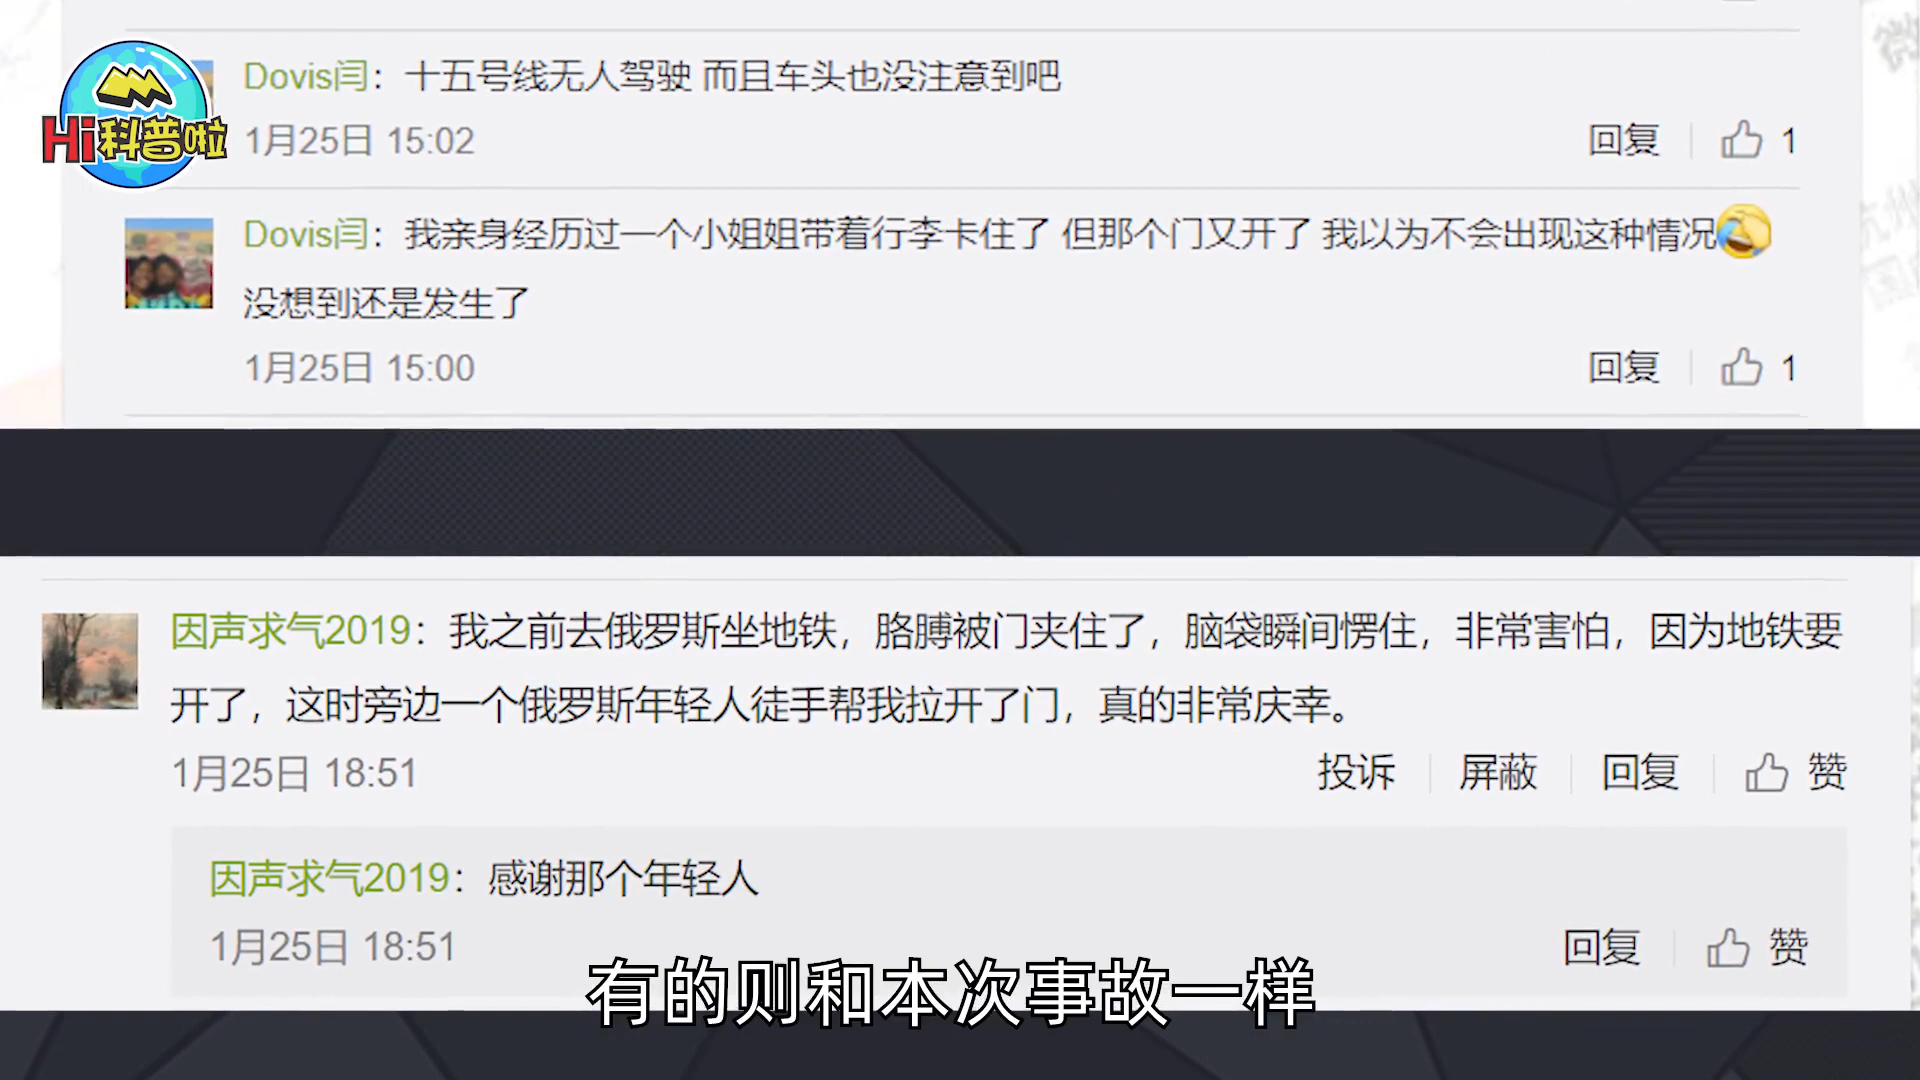 Hi科普啦
Dovis闫：十五号线无人驾驶 而且车头也没注意到吧
1月25日 15:02
回复
1
Dovis闫：我亲身经历过一个小姐姐带着行李卡住了 但那个门又开了 我以为不会出现这种情况
没想到还是发生了
1月25日 15:00
回复
1
因声求气2019：我之前去俄罗斯坐地铁，胳膊被门夹住了，脑袋瞬间愣住，非常害怕，因为地铁要
开了，这时旁边一个俄罗斯年轻人徒手帮我拉开了门，真的非常庆幸。
1月25日 18:51
投诉
屏蔽
回复
赞
因声求气2019：感谢那个年轻人
1月25日 18:51
回复
赞
有的则和本次事故一样